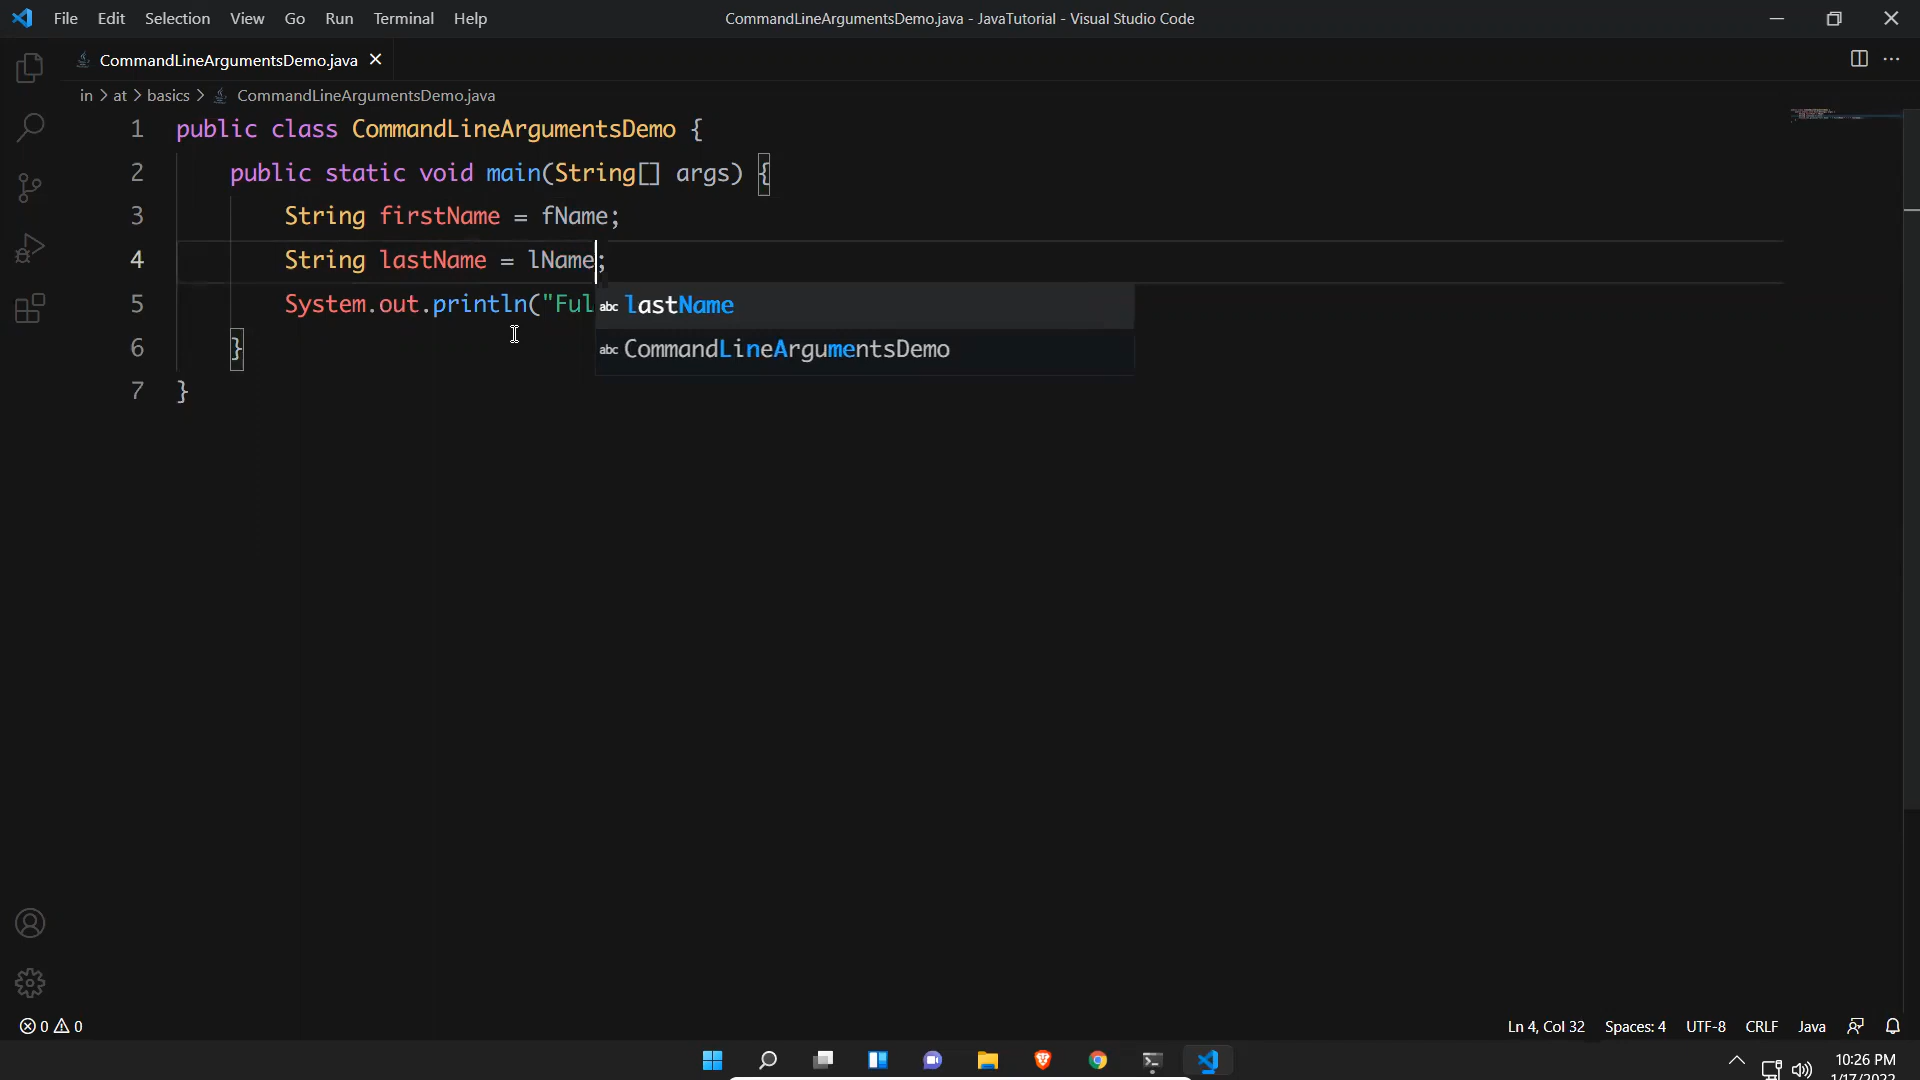 File Edit Selection View Go Run Terminal Help
CommandLineArgumentsDemo.java - JavaTutorial - Visual Studio Code
CommandLineArgumentsDemo.java
in > at > basics > CommandLineArgumentsDemo.java
1 public class CommandLineArgumentsDemo {
2 public static void main(String[] args) {
3 String firstName = fName;
4 String lastName = lName;
5 System.out.println("Ful
abc lastName
abc CommandLineArgumentsDemo
6 }
7 }
0 0
Ln 4, Col 32 Spaces: 4 UTF-8 CRLF Java
10:26 PM
1/17/2022